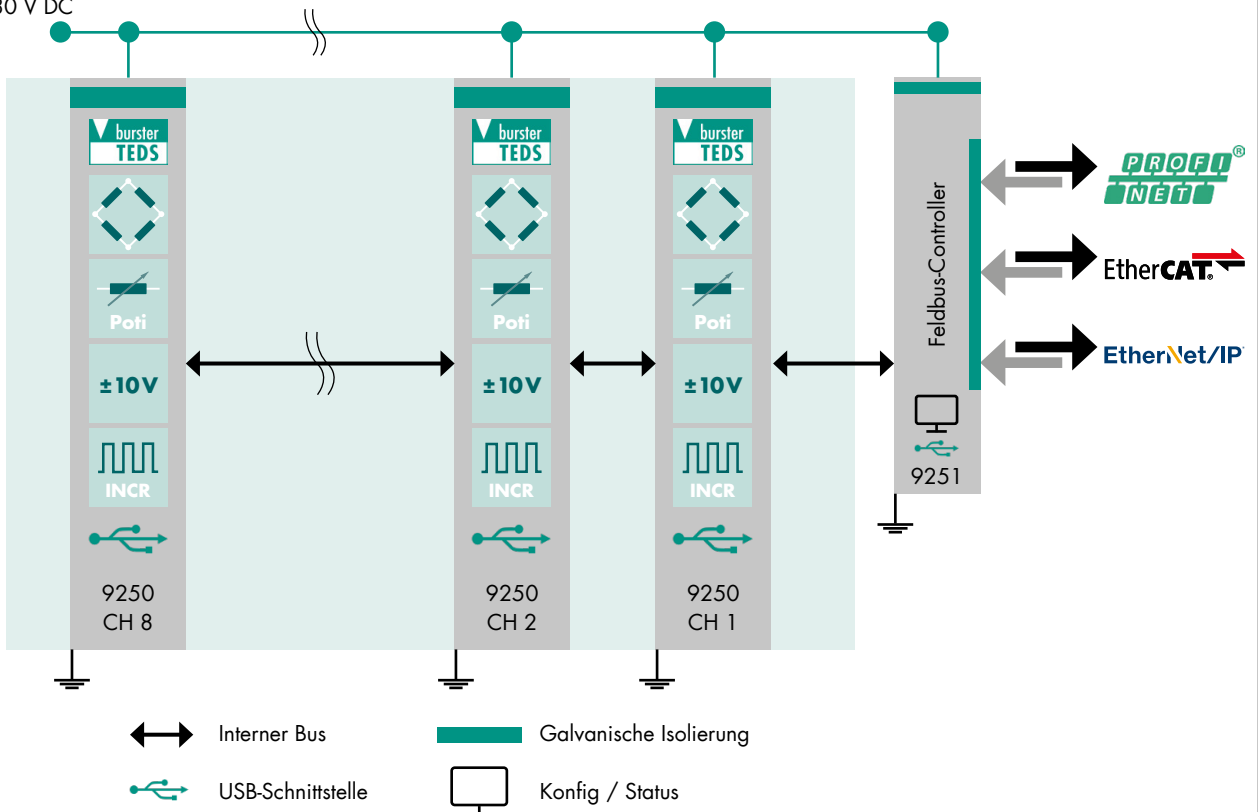 30 V DC
burster
TEDS
Poti
±10V
INCR
9250
CH 8
burster
TEDS
Poti
±10V
INCR
9250
CH 2
burster
TEDS
Poti
±10V
INCR
9250
CH 1
Feldbus-Controller
9251
PROFI®
NET
EtherCAT®
EtherNet/IP
Interner Bus
Galvanische Isolierung
USB-Schnittstelle
Konfig / Status